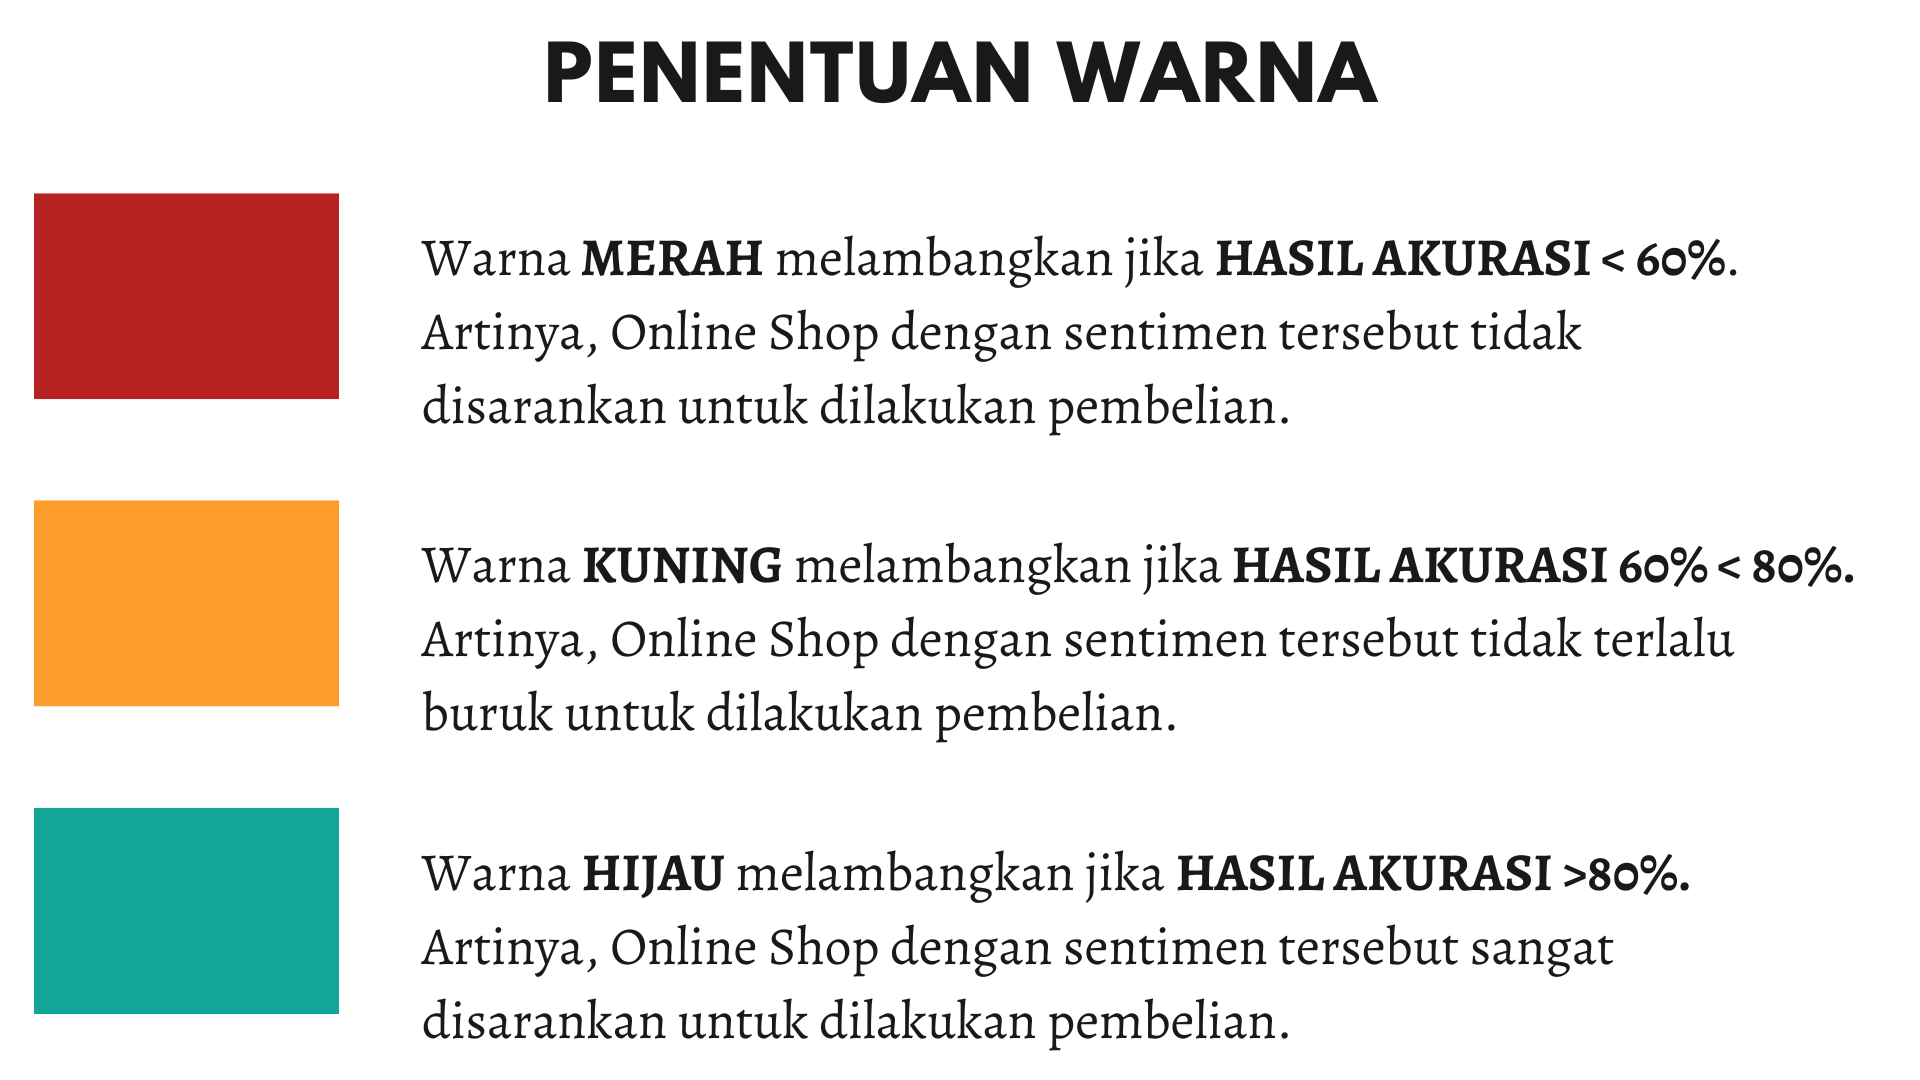 PENENTUAN WARNA
Warna MERAH melambangkan jika HASIL AKURASI < 60%.
Artinya, Online Shop dengan sentimen tersebut tidak
disarankan untuk dilakukan pembelian.
Warna KUNING melambangkan jika HASIL AKURASI 60% < 80%.
Artinya, Online Shop dengan sentimen tersebut tidak terlalu
buruk untuk dilakukan pembelian.
Warna HIJAU melambangkan jika HASIL AKURASI >80%.
Artinya, Online Shop dengan sentimen tersebut sangat
disarankan untuk dilakukan pembelian.